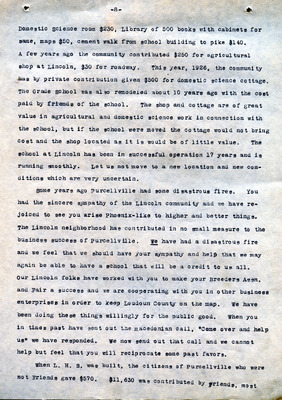 -8-
Domestic Science room $230, Library of 500 books with cabinets for
same, maps $50, cement walk from school building to pike $140.
A few years ago the community contributed $250 for agricultural
shop at Lincoln, $30 for roadway. This year, 1926, the community
has by private contribution given $300 for domestic science cottage.
The Grade school was also remodeled about 10 years ago with the cost
paid by friends of the school. The shop and cottage are of great
value in agricultural and domestic science work in connection with
the school, but if the school were moved the cottage would not bring
cost and the shop located as it is would be of little value. The
school at Lincoln has been in successful operation 17 years and is
running smoothly. Let us not move to a new location and new con-
ditions which are very uncertain.
Some years ago Purcellville had some disastrous fires. You
had the sincere sympathy of the Lincoln community and we have re-
joiced to see you arise Phoenix-like to higher and better things.
The Lincoln neighborhood has contributed in no small measure to the
business success of Purcellville. We have had a disastrous fire
and we feel that we should have your sympathy and help that we may
again be able to have a school that will be a credit to us all.
Our Lincoln folks have worked with you to make your Breeders Assn.
and Fair a success and we are cooperating with you in other business
enterprises in order to keep Loudoun County on the map. We have
been doing these things willingly for the public good. When you
in times past have sent out the Macedonian Call, "Come over and help
us" we have responded. We now send out that call and we cannot
help but feel that you will reciprocate some past favors.
When L. H. S. was built, the citizens of Purcellville who were
not Friends gave $570. $11,630 was contributed by Friends, most